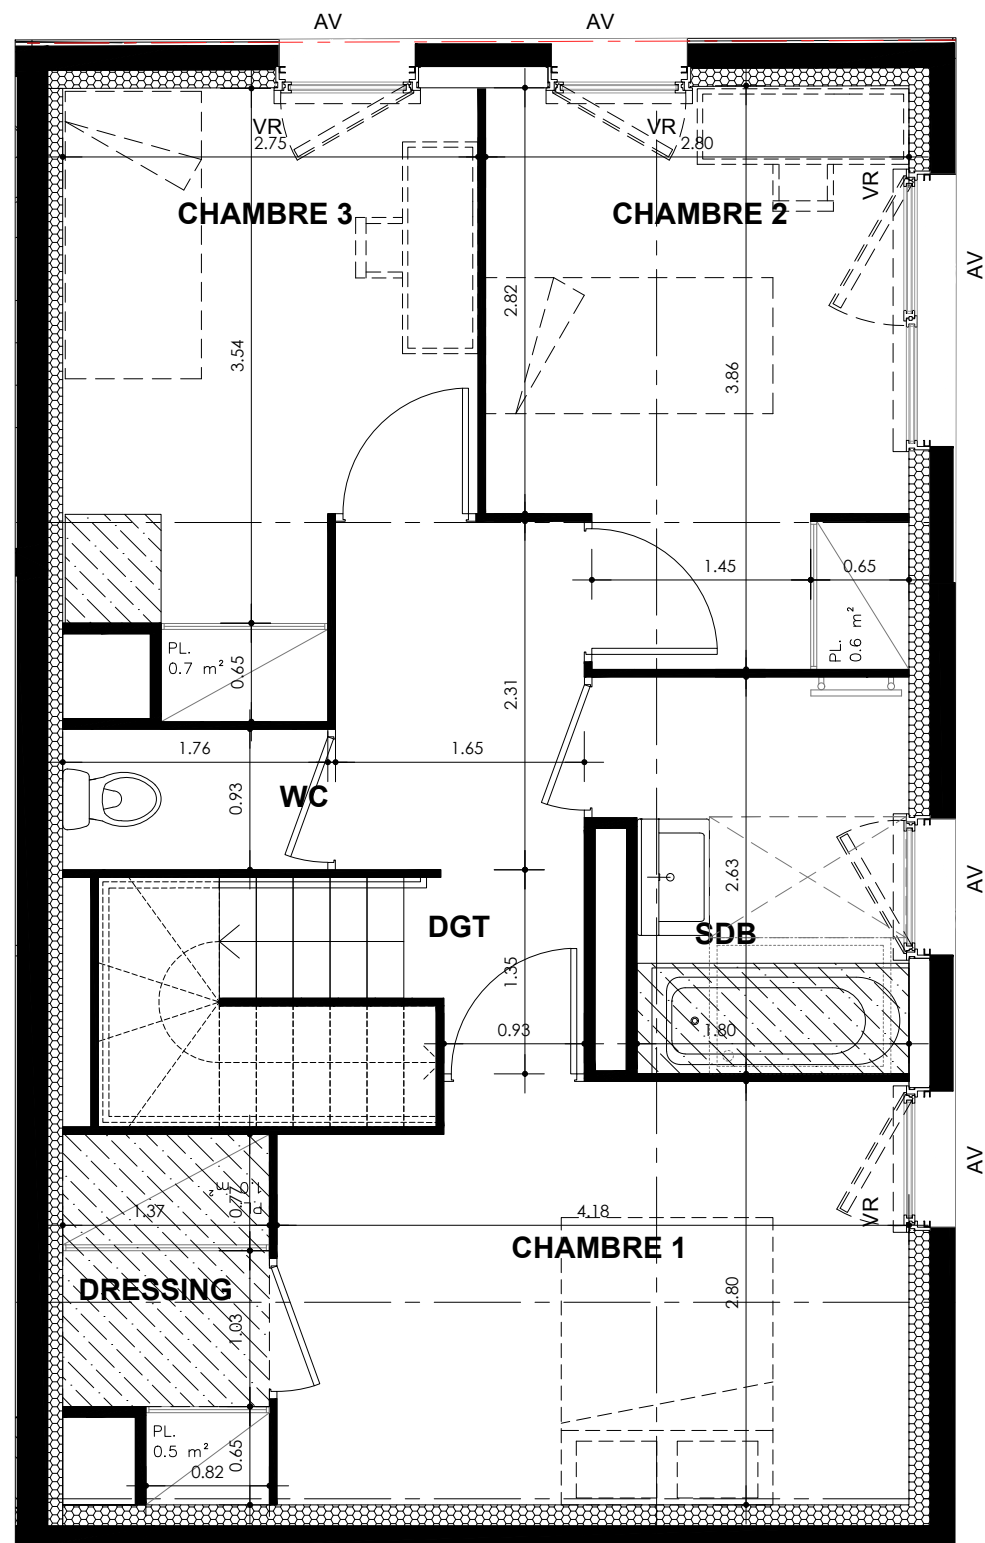 AV
AV
VR
2.75
VR
2.80
VR
CHAMBRE 3
CHAMBRE 2
AV
2.82
3.54
3.86
1.45
0.65
PL.
0.6 m²
PL.
0.7 m²
0.65
2.31
1.76
1.65
WC
0.93
2.63
AV
DGT
SDB
1.35
0.93
1.80
AV
PL.
0.77
1.37
4.18
VR
CHAMBRE 1
DRESSING
2.80
1.03
PL.
0.5 m²
0.65
0.82